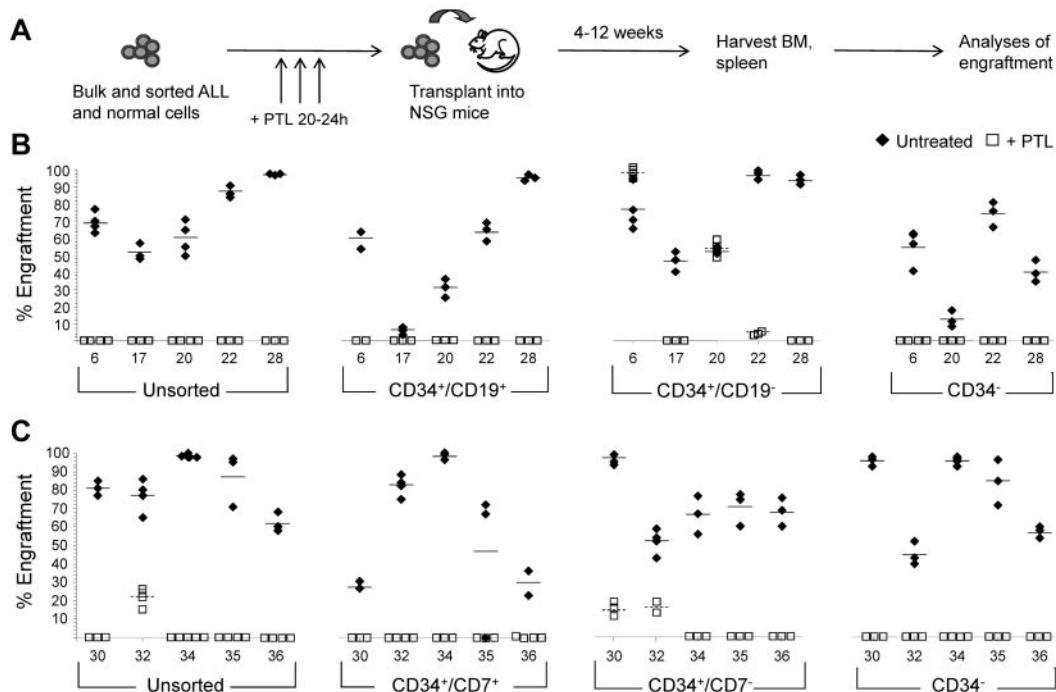 A
Bulk and sorted ALL
and normal cells
+ PTL 20-24h
Transplant into
NSG mice
4-12 weeks
Harvest BM,
spleen
Analyses of
engraftment
B
◆ Untreated □ + PTL
% Engraftment
100
90
80
70
60
50
40
30
20
10
6 17 20 22 28
Unsorted
6 17 20 22 28
CD34⁺/CD19⁺
6 17 20 22 28
CD34⁺/CD19⁻
6 20 22 28
CD34⁻
C
% Engraftment
100
90
80
70
60
50
40
30
20
10
30 32 34 35 36
Unsorted
30 32 34 35 36
CD34⁺/CD7⁺
30 32 34 35 36
CD34⁺/CD7⁻
30 32 34 35 36
CD34⁻